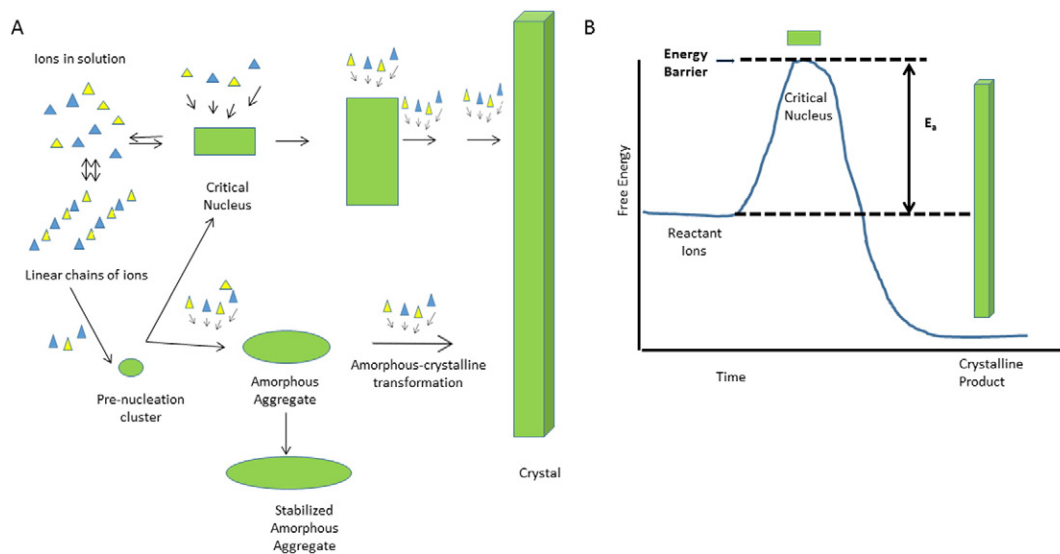 A
Ions in solution
Critical
Nucleus
Linear chains of ions
Pre-nucleation
cluster
Amorphous
Aggregate
Amorphous-crystalline
transformation
Stabilized
Amorphous
Aggregate
Crystal
B
Energy
Barrier
Critical
Nucleus
Eₐ
Free Energy
Reactant
Ions
Time
Crystalline
Product